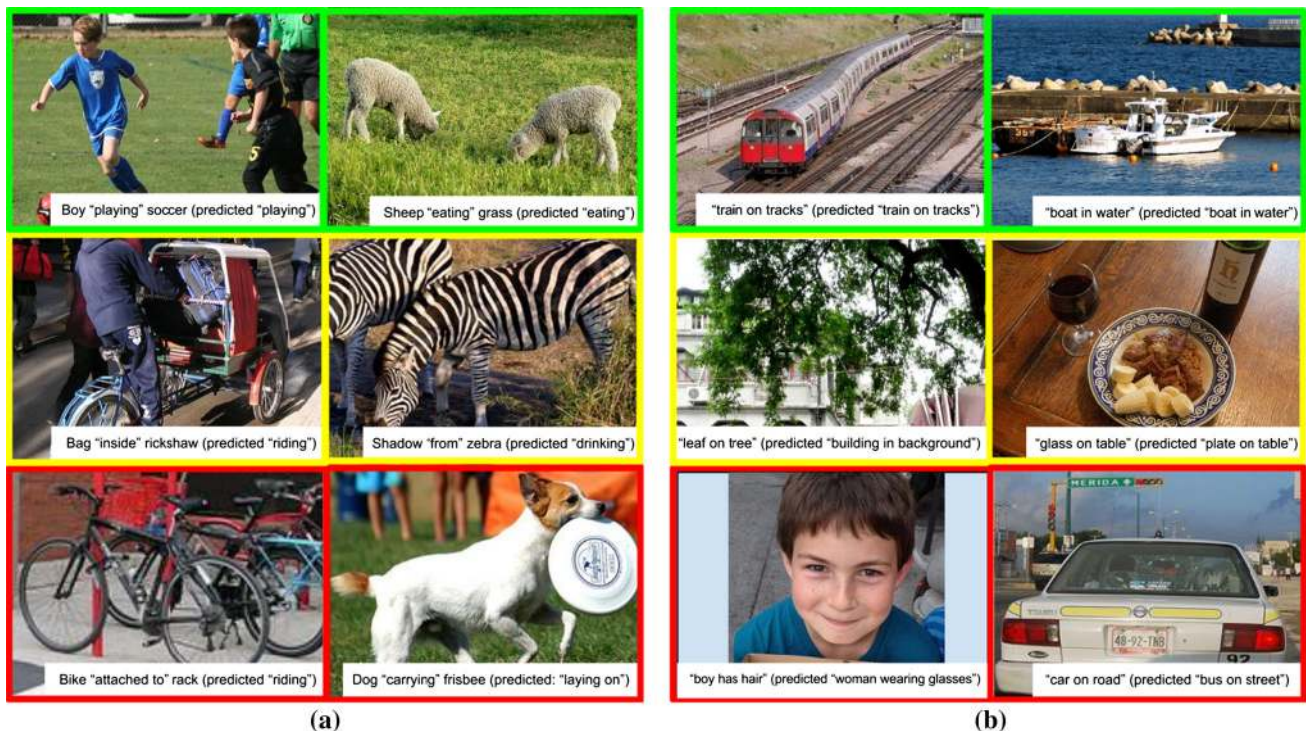 Boy “playing” soccer (predicted “playing”)
Sheep “eating” grass (predicted “eating”)
“train on tracks” (predicted “train on tracks”)
“boat in water” (predicted “boat in water”)
Bag “inside” rickshaw (predicted “riding”)
Shadow “from” zebra (predicted “drinking”)
“leaf on tree” (predicted “building in background”)
“glass on table” (predicted “plate on table”)
MERIDA
48-92-TNB
92
Bike “attached to” rack (predicted “riding”)
Dog “carrying” frisbee (predicted: “laying on”)
“boy has hair” (predicted “woman wearing glasses”)
“car on road” (predicted “bus on street”)
(a)
(b)